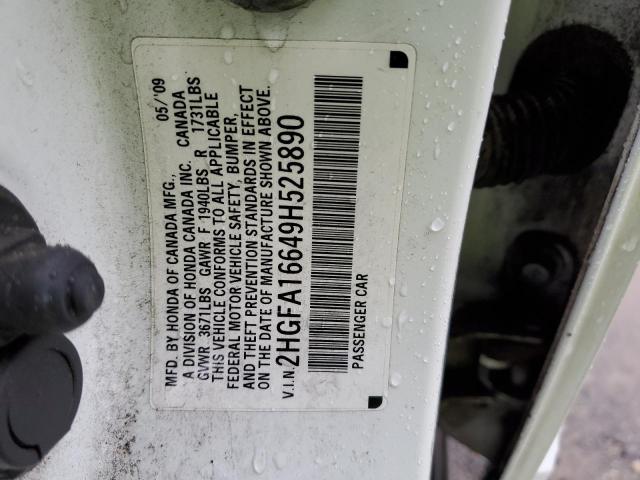 MFD. BY HONDA OF CANADA MFG., 05/'09
A DIVISION OF HONDA CANADA INC. CANADA
GVWR 3671LBS GAWR F 1940LBS R 1731LBS
THIS VEHICLE CONFORMS TO ALL APPLICABLE
FEDERAL MOTOR VEHICLE SAFETY, BUMPER,
AND THEFT PREVENTION STANDARDS IN EFFECT
ON THE DATE OF MANUFACTURE SHOWN ABOVE.
V.I.N. 2HGFA16649H525890
PASSENGER CAR